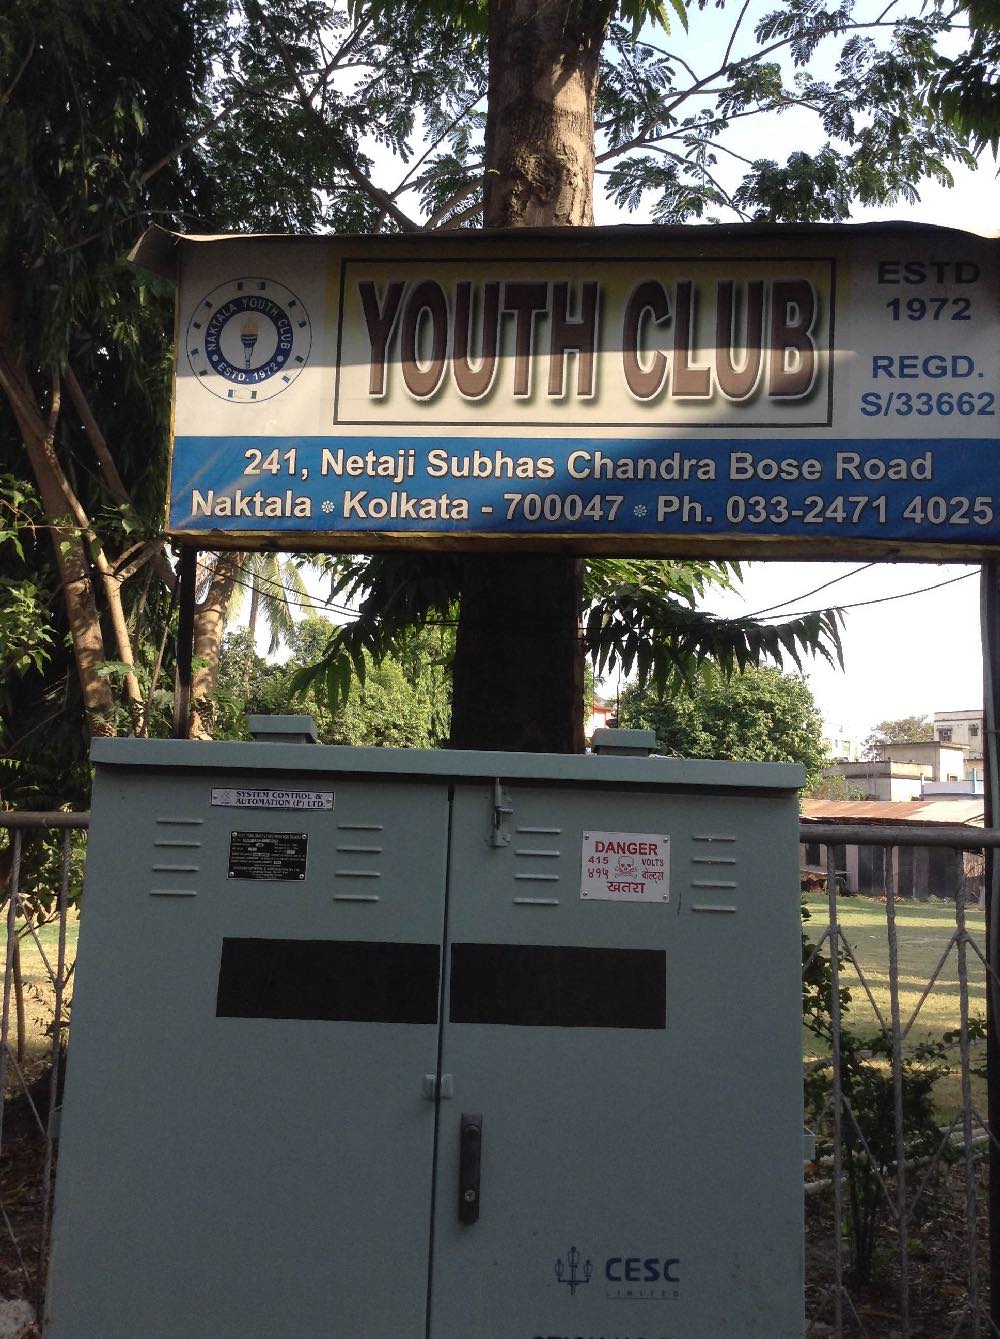 NAKTALA YOUTH CLUB
ESTD. 1972
YOUTH CLUB
ESTD
1972
REGD.
S/33662
241, Netaji Subhas Chandra Bose Road
Naktala * Kolkata - 700047 * Ph. 033-2471 4025
SYSTEM CONTROL &
AUTOMATION (P) LTD.
DANGER
415 VOLTS
४१५ वोल्टस
खतरा
CESC
LIMITED